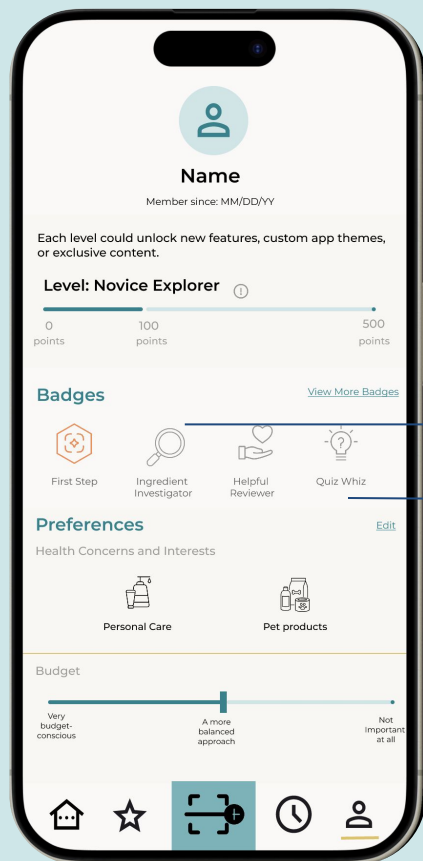 Name
Member since: MM/DD/YY
Each level could unlock new features, custom app themes,
or exclusive content.
Level: Novice Explorer
0
points
100
points
500
points
Badges
View More Badges
First Step
Ingredient
Investigator
Helpful
Reviewer
Quiz Whiz
Preferences
Edit
Health Concerns and Interests
Personal Care
Pet products
Budget
Very
budget-
conscious
A more
balanced
approach
Not
Important
at all